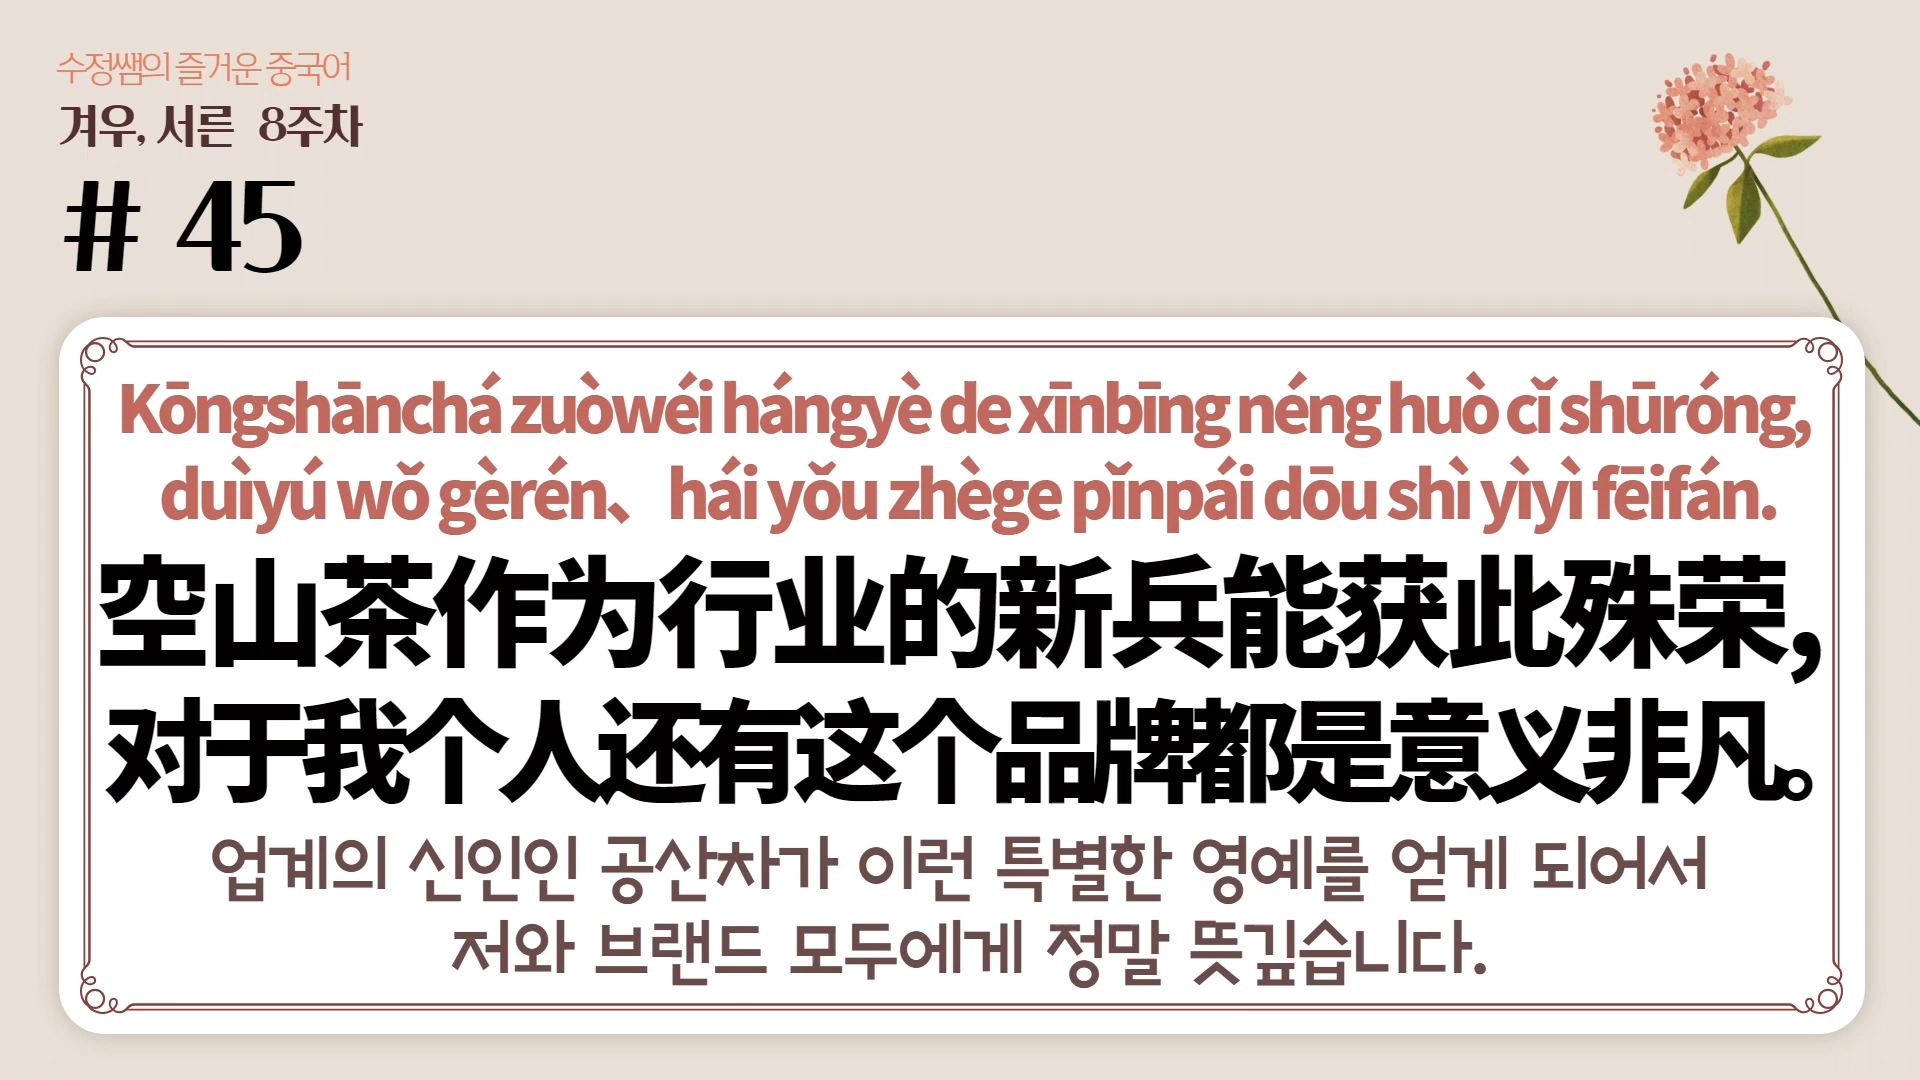 수정쌤의 즐거운 중국어
겨우, 서른 8주차
# 45
Kōngshānchá zuòwéi hángyè de xīnbīng néng huò cǐ shūróng,
duìyú wǒ gèrén、hái yǒu zhège pǐnpái dōu shì yìyì fēifán.
空山茶作为行业的新兵能获此殊荣,
对于我个人还有这个品牌都是意义非凡。
업계의 신인인 공산차가 이런 특별한 영예를 얻게 되어서
저와 브랜드 모두에게 정말 뜻깊습니다.